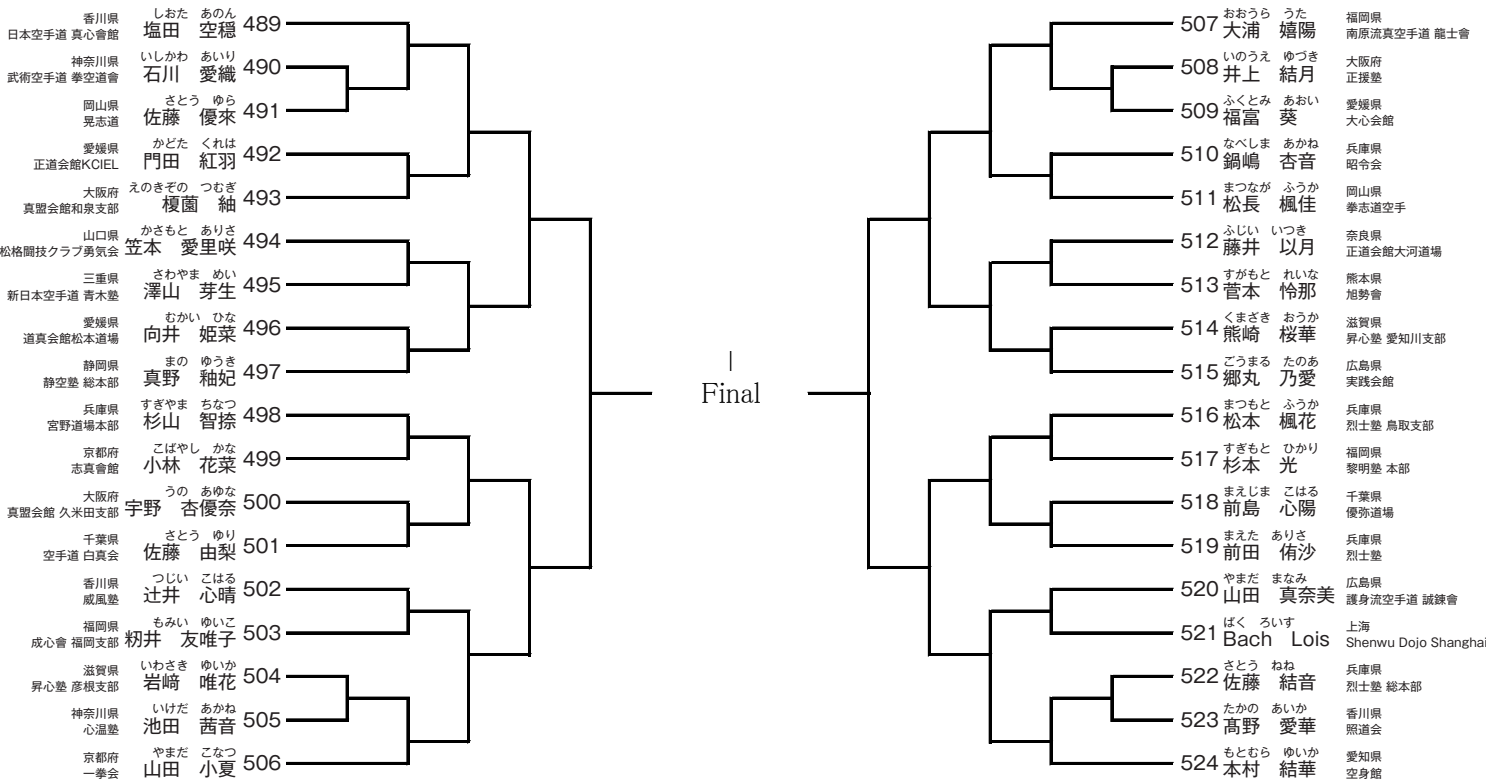 しおた あのん
香川県
日本空手道 真心會館
塩田 空穏 489
いしかわ あいり
神奈川県
武術空手道 拳空道會
石川 愛織 490
さとう ゆら
岡山県
晃志道
佐藤 優來 491
かどた くれは
愛媛県
正道会館KCIEL
門田 紅羽 492
えのきぞの つむぎ
大阪府
真盟会館和泉支部
榎薗 紬 493
かさもと ありさ
山口県
松格闘技クラブ勇気会
笠本 愛里咲 494
さわやま めい
三重県
新日本空手道 青木塾
澤山 芽生 495
むかい ひな
愛媛県
道真会館松本道場
向井 姫菜 496
まの ゆうき
静岡県
静空塾 総本部
真野 釉妃 497
すぎやま ちなつ
兵庫県
宮野道場本部
杉山 智捺 498
こばやし かな
京都府
志真會館
小林 花菜 499
うの あゆな
大阪府
真盟会館 久米田支部
宇野 杏優奈 500
さとう ゆり
千葉県
空手道 白真会
佐藤 由梨 501
つじい こはる
香川県
威風塾
辻井 心晴 502
もみい ゆいこ
福岡県
成心會 福岡支部
籾井 友唯子 503
いわさき ゆいか
滋賀県
昇心塾 彦根支部
岩﨑 唯花 504
いけだ あかね
神奈川県
心温塾
池田 茜音 505
やまだ こなつ
京都府
一拳会
山田 小夏 506
|
Final
おおうら うた
507 大浦 嬉陽
福岡県
南原流真空手道 龍士會
いのうえ ゆづき
508 井上 結月
大阪府
正援塾
ふくとみ あおい
509 福富 葵
愛媛県
大心会館
なべしま あかね
510 鍋嶋 杏音
兵庫県
昭令会
まつなが ふうか
511 松長 楓佳
岡山県
拳志道空手
ふじい いつき
512 藤井 以月
奈良県
正道会館大河道場
すがもと れいな
513 菅本 怜那
熊本県
旭勢會
くまざき おうか
514 熊崎 桜華
滋賀県
昇心塾 愛知川支部
ごうまる たのあ
515 郷丸 乃愛
広島県
実践会館
まつもと ふうか
516 松本 楓花
兵庫県
烈士塾 鳥取支部
すぎもと ひかり
517 杉本 光
福岡県
黎明塾 本部
まえじま こはる
518 前島 心陽
千葉県
優弥道場
まえた ありさ
519 前田 侑沙
兵庫県
烈士塾
やまだ まなみ
520 山田 真奈美
広島県
護身流空手道 誠錬會
ばく ろいす
521 Bach Lois
上海
Shenwu Dojo Shanghai
さとう ねね
522 佐藤 結音
兵庫県
烈士塾 総本部
たかの あいか
523 髙野 愛華
香川県
照道会
もとむら ゆいか
524 本村 結華
愛知県
空身館